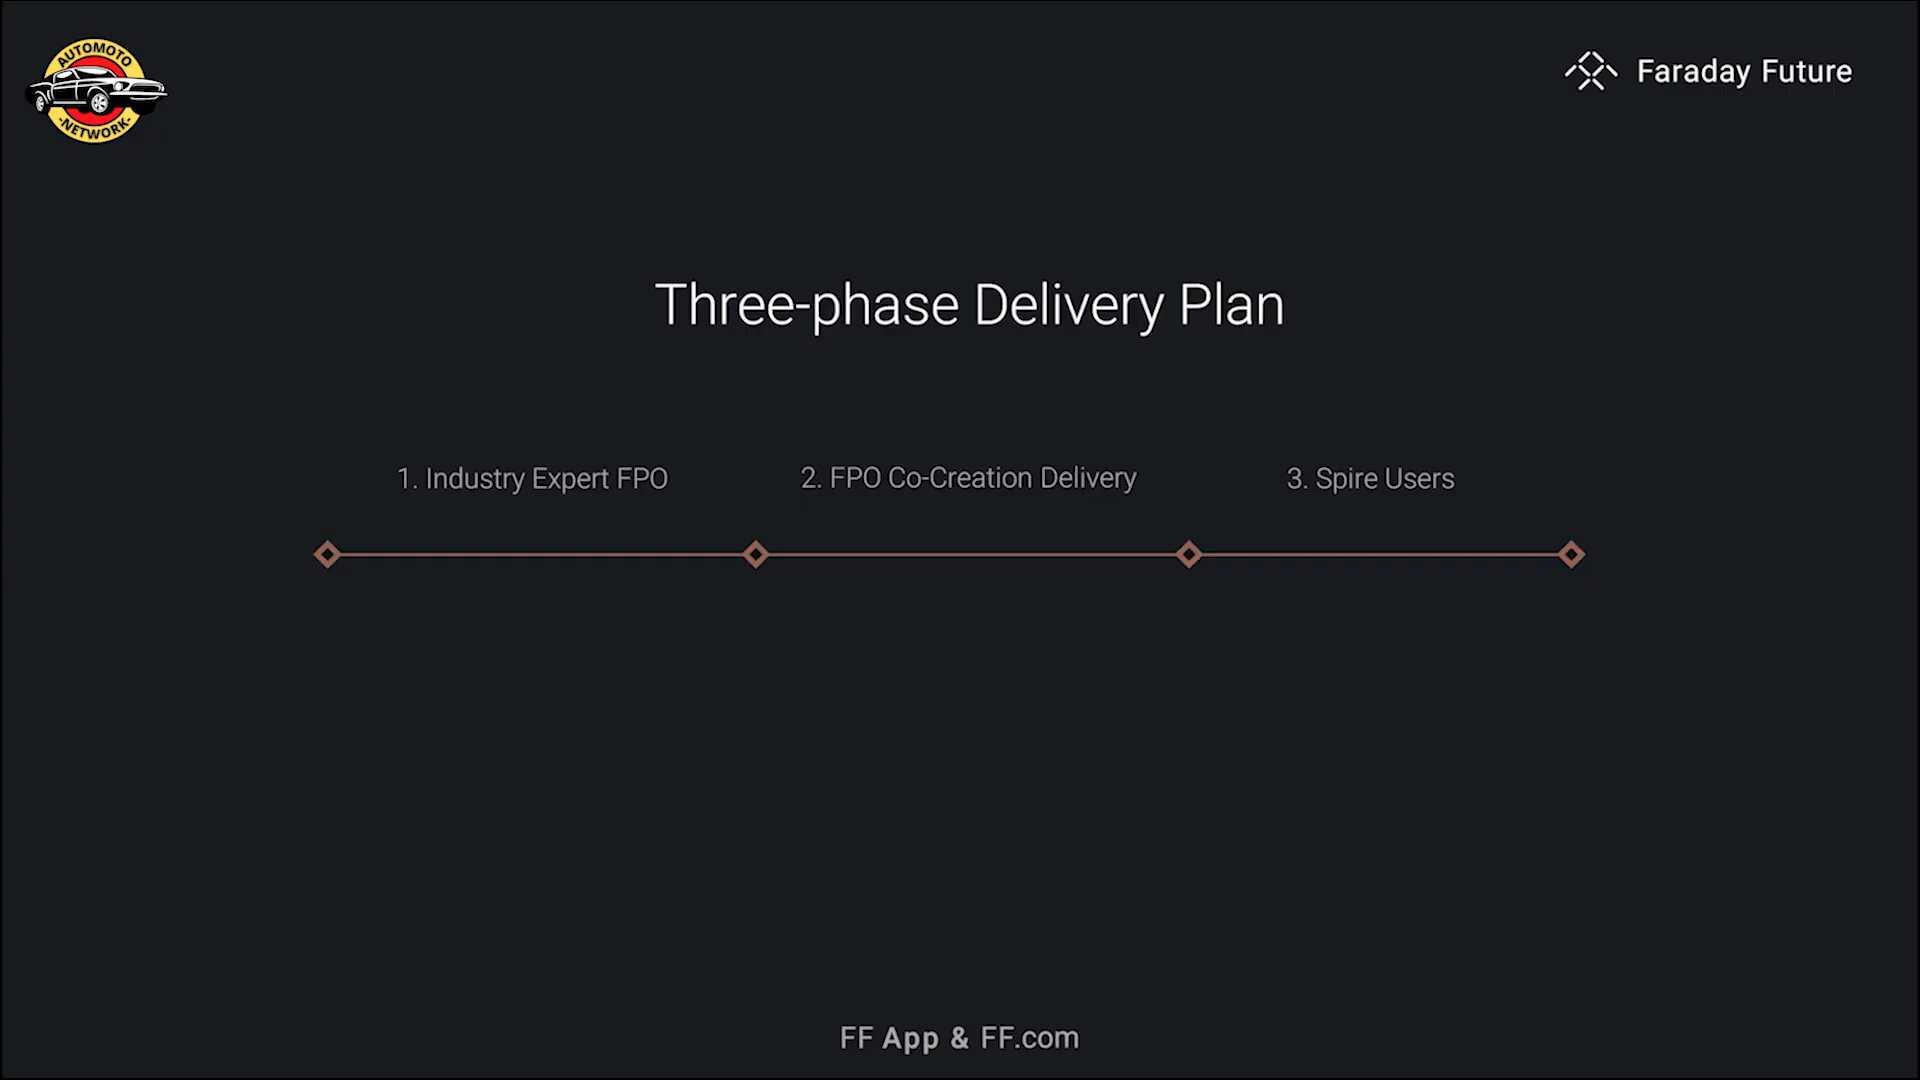 AUTOMOTO
-NETWORK-
Faraday Future
Three-phase Delivery Plan
1. Industry Expert FPO
2. FPO Co-Creation Delivery
3. Spire Users
FF App & FF.com